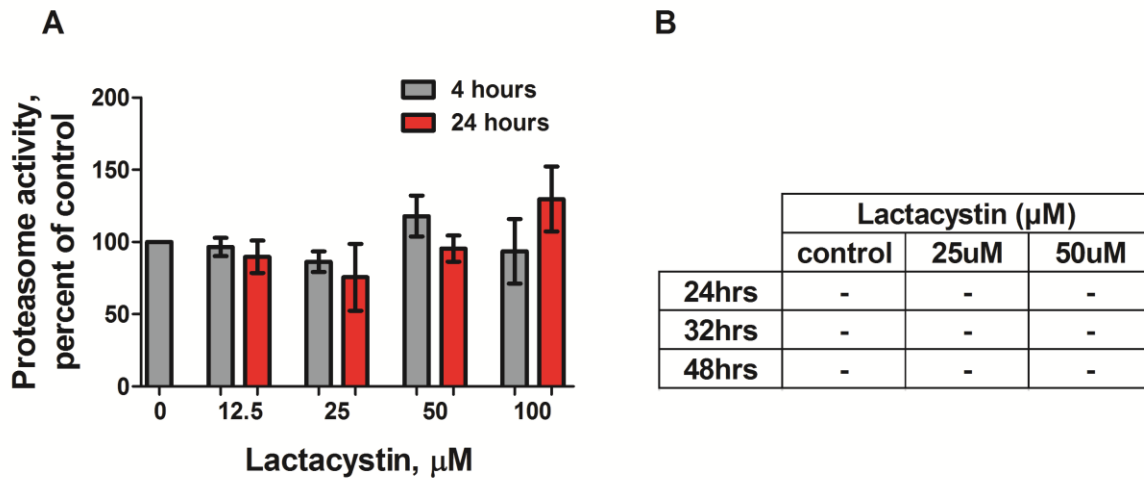 A
Proteasome activity,
percent of control
200
150
100
50
0
4 hours
24 hours
0 12.5 25 50 100
Lactacystin, μM
B
Lactacystin (μM)
control 25uM 50uM
24hrs - - -
32hrs - - -
48hrs - - -